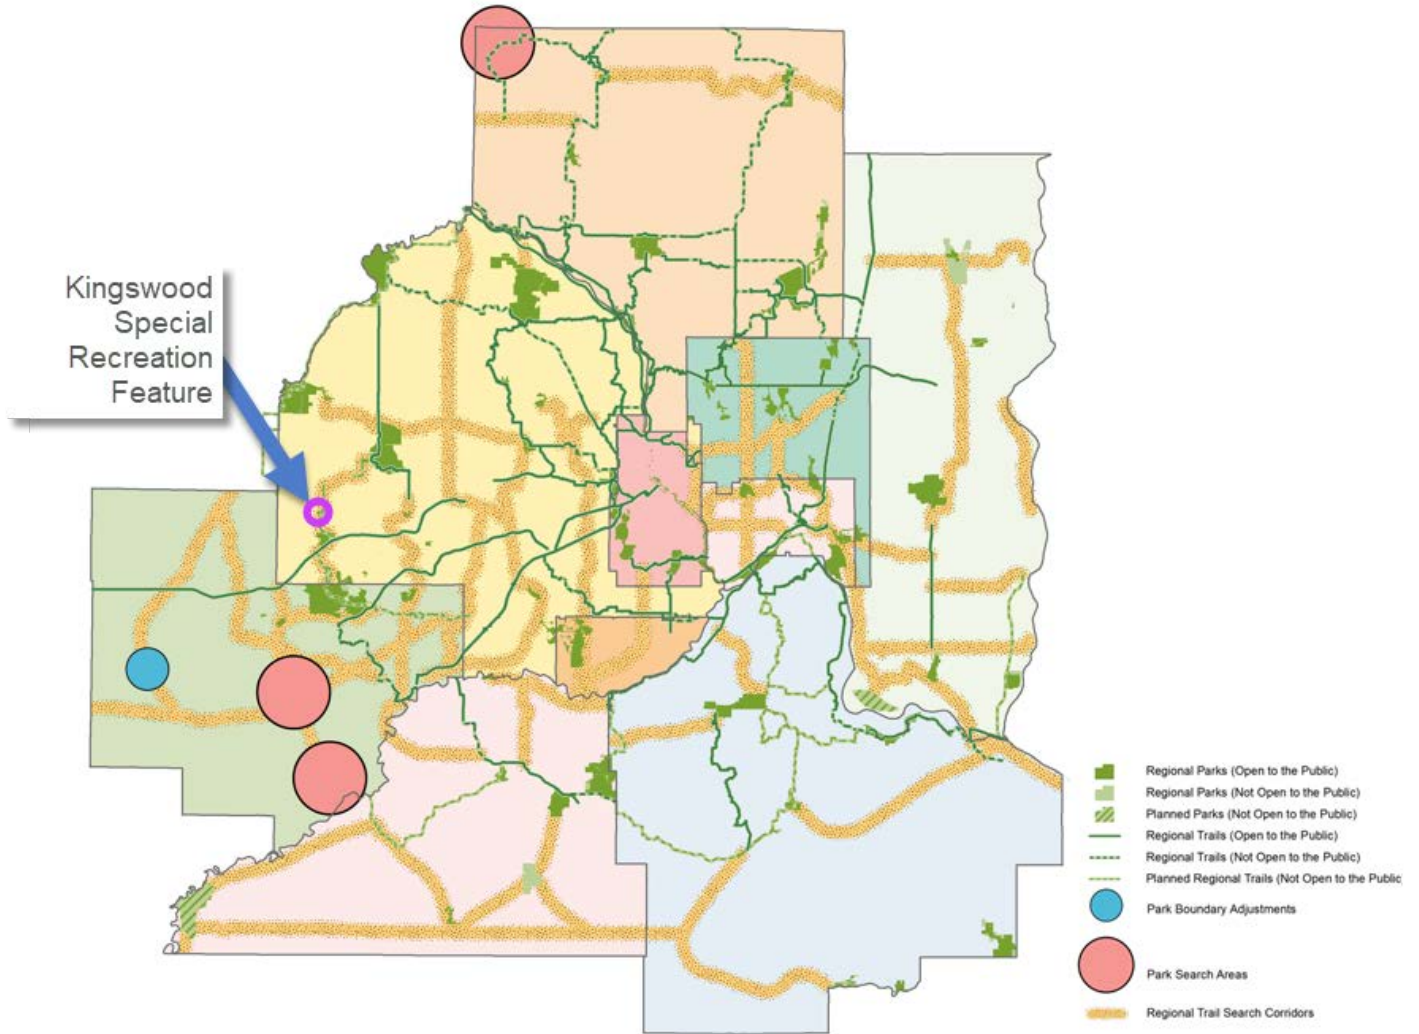 Kingswood
Special
Recreation
Feature
Regional Parks (Open to the Public)
Regional Parks (Not Open to the Public)
Planned Parks (Not Open to the Public)
Regional Trails (Open to the Public)
Regional Trails (Not Open to the Public)
Planned Regional Trails (Not Open to the Public
Park Boundary Adjustments
Park Search Areas
Regional Trail Search Corridors